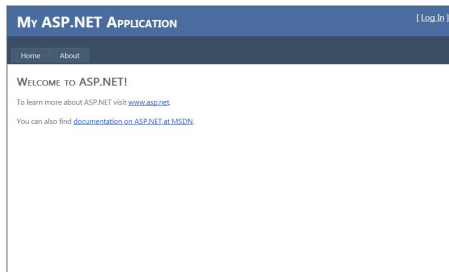 My ASP.NET Application
[ Log In ]
Home About
Welcome to ASP.NET!
To learn more about ASP.NET visit www.asp.net.
You can also find documentation on ASP.NET at MSDN.